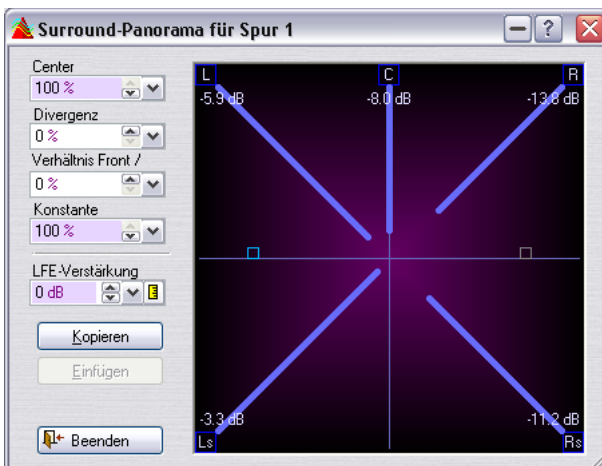 Surround-Panorama für Spur 1
Center
100 %
Divergenz
0 %
Verhältnis Front /
0 %
Konstante
100 %
LFE-Verstärkung
0 dB
Kopieren
Einfügen
Beenden
L C R
-5.9 dB -8.0 dB -13.8 dB
-3.3 dB -11.2 dB
Ls Rs